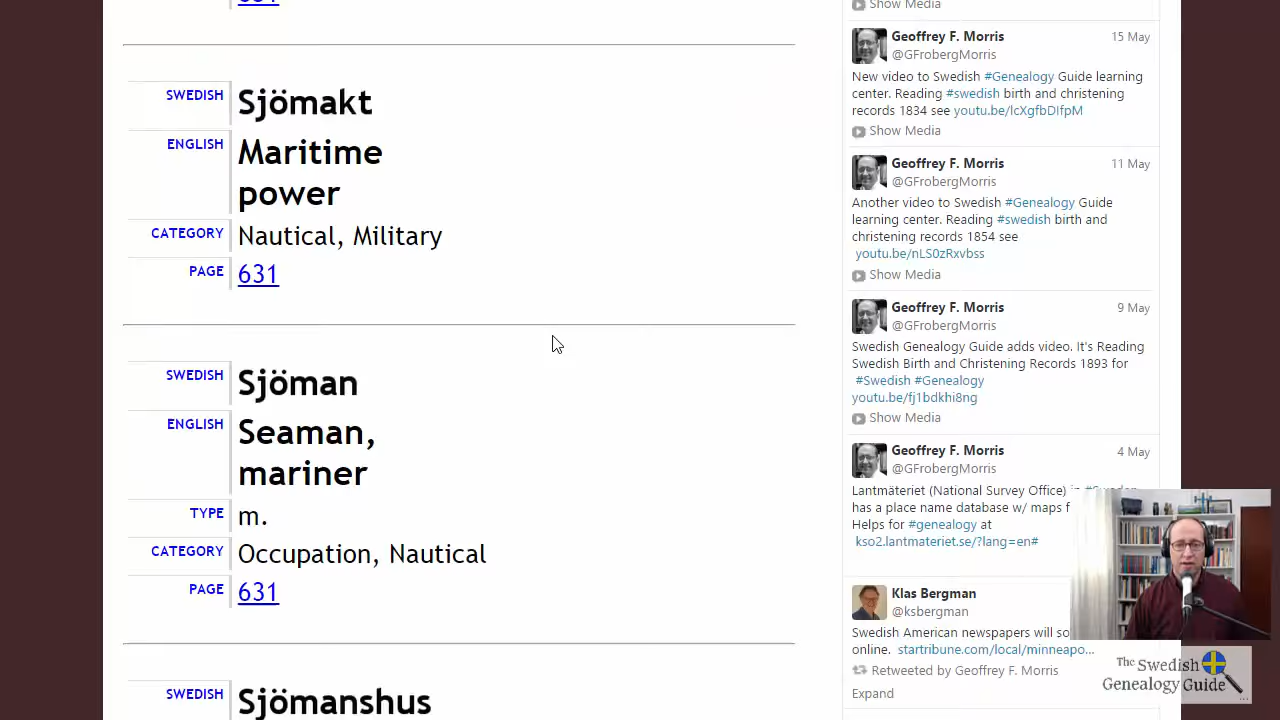 631
SWEDISH Sjömakt
ENGLISH Maritime
power
CATEGORY Nautical, Military
PAGE 631
SWEDISH Sjöman
ENGLISH Seaman,
mariner
TYPE m.
CATEGORY Occupation, Nautical
PAGE 631
SWEDISH Sjömanshus
Show Media
Geoffrey F. Morris 15 May
@GFrobergMorris
New video to Swedish #Genealogy Guide learning
center. Reading #swedish birth and christening
records 1834 see youtu.be/lcXgfbDIfpM
Show Media
Geoffrey F. Morris 11 May
@GFrobergMorris
Another video to Swedish #Genealogy Guide
learning center. Reading #swedish birth and
christening records 1854 see
youtu.be/nLS0zRxvbss
Show Media
Geoffrey F. Morris 9 May
@GFrobergMorris
Swedish Genealogy Guide adds video. It's Reading
Swedish Birth and Christening Records 1893 for
#Swedish #Genealogy
youtu.be/fj1bdkhi8ng
Show Media
Geoffrey F. Morris 4 May
@GFrobergMorris
Lantmäteriet (National Survey Office) in #Sweden
has a place name database w/ maps
Helps for #genealogy at
kso2.lantmateriet.se/?lang=en#
Klas Bergman
@ksbergman
Swedish American newspapers will
online. startribune.com/local/minneapo...
Retweeted by Geoffrey F. Morris
Expand
The Swedish
Genealogy Guide
...